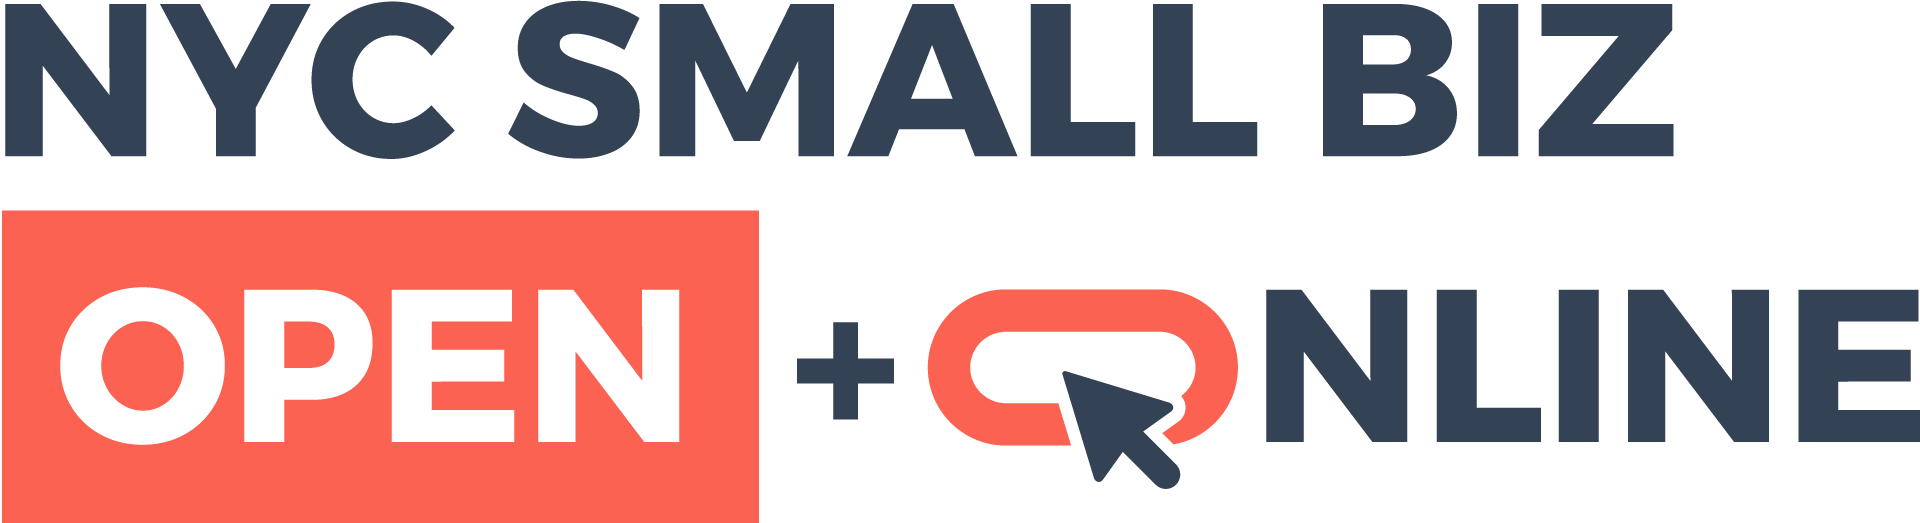 NYC SMALL BIZ
OPEN + ONLINE